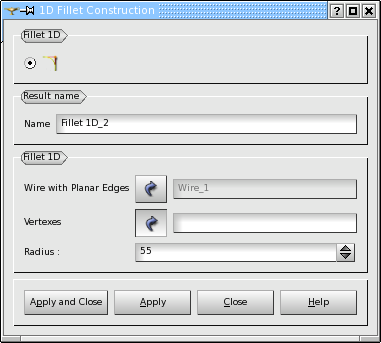 1D Fillet Construction
Fillet 1D
Result name
Name Fillet 1D_2
Fillet 1D
Wire with Planar Edges Wire_1
Vertexes
Radius : 55
Apply and Close Apply Close Help